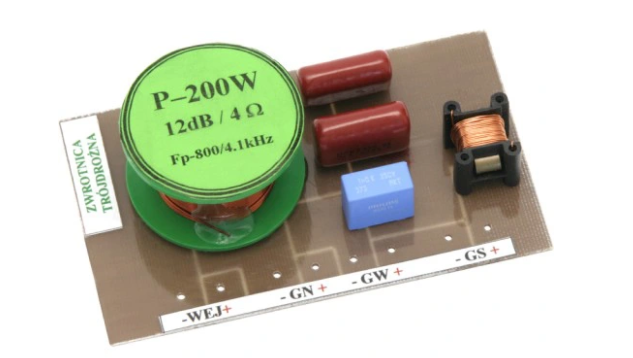 P–200W
12dB / 4 Ω
Fp-800/4.1kHz
ZWROTNICA
TRÓJDROŻNA
-WEJ+
- GN +
- GW +
- GS +